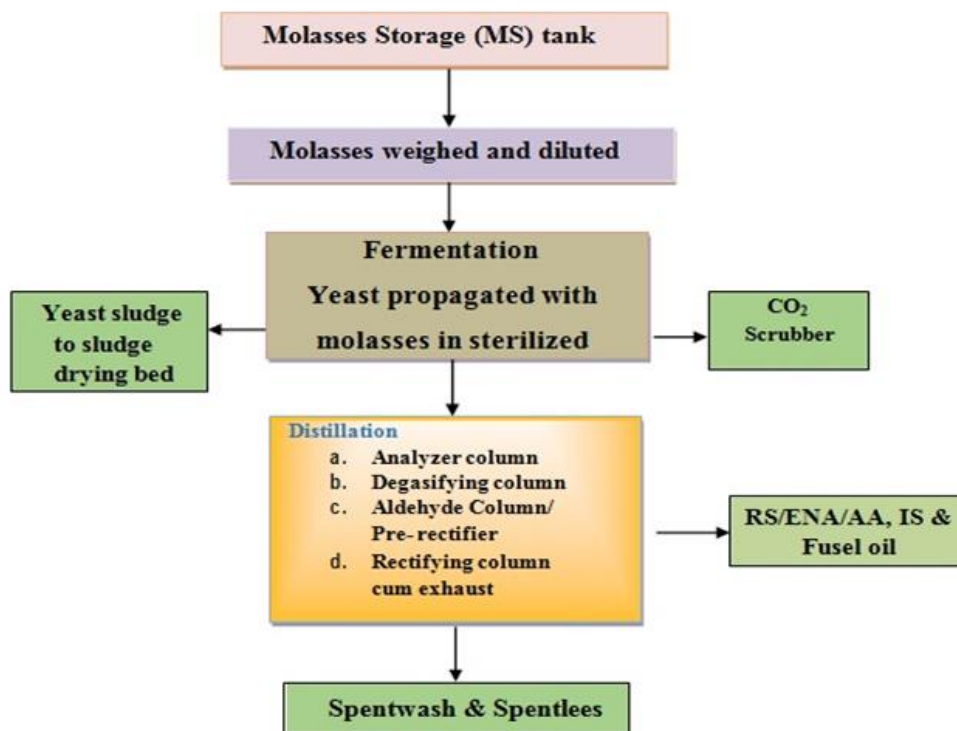 Molasses Storage (MS) tank
Molasses weighed and diluted
Fermentation
Yeast propagated with
molasses in sterilized
Yeast sludge
to sludge
drying bed
CO₂
Scrubber
Distillation
a. Analyzer column
b. Degasifying column
c. Aldehyde Column/
Pre- rectifier
d. Rectifying column
cum exhaust
RS/ENA/AA, IS &
Fusel oil
Spentwash & Spentlees